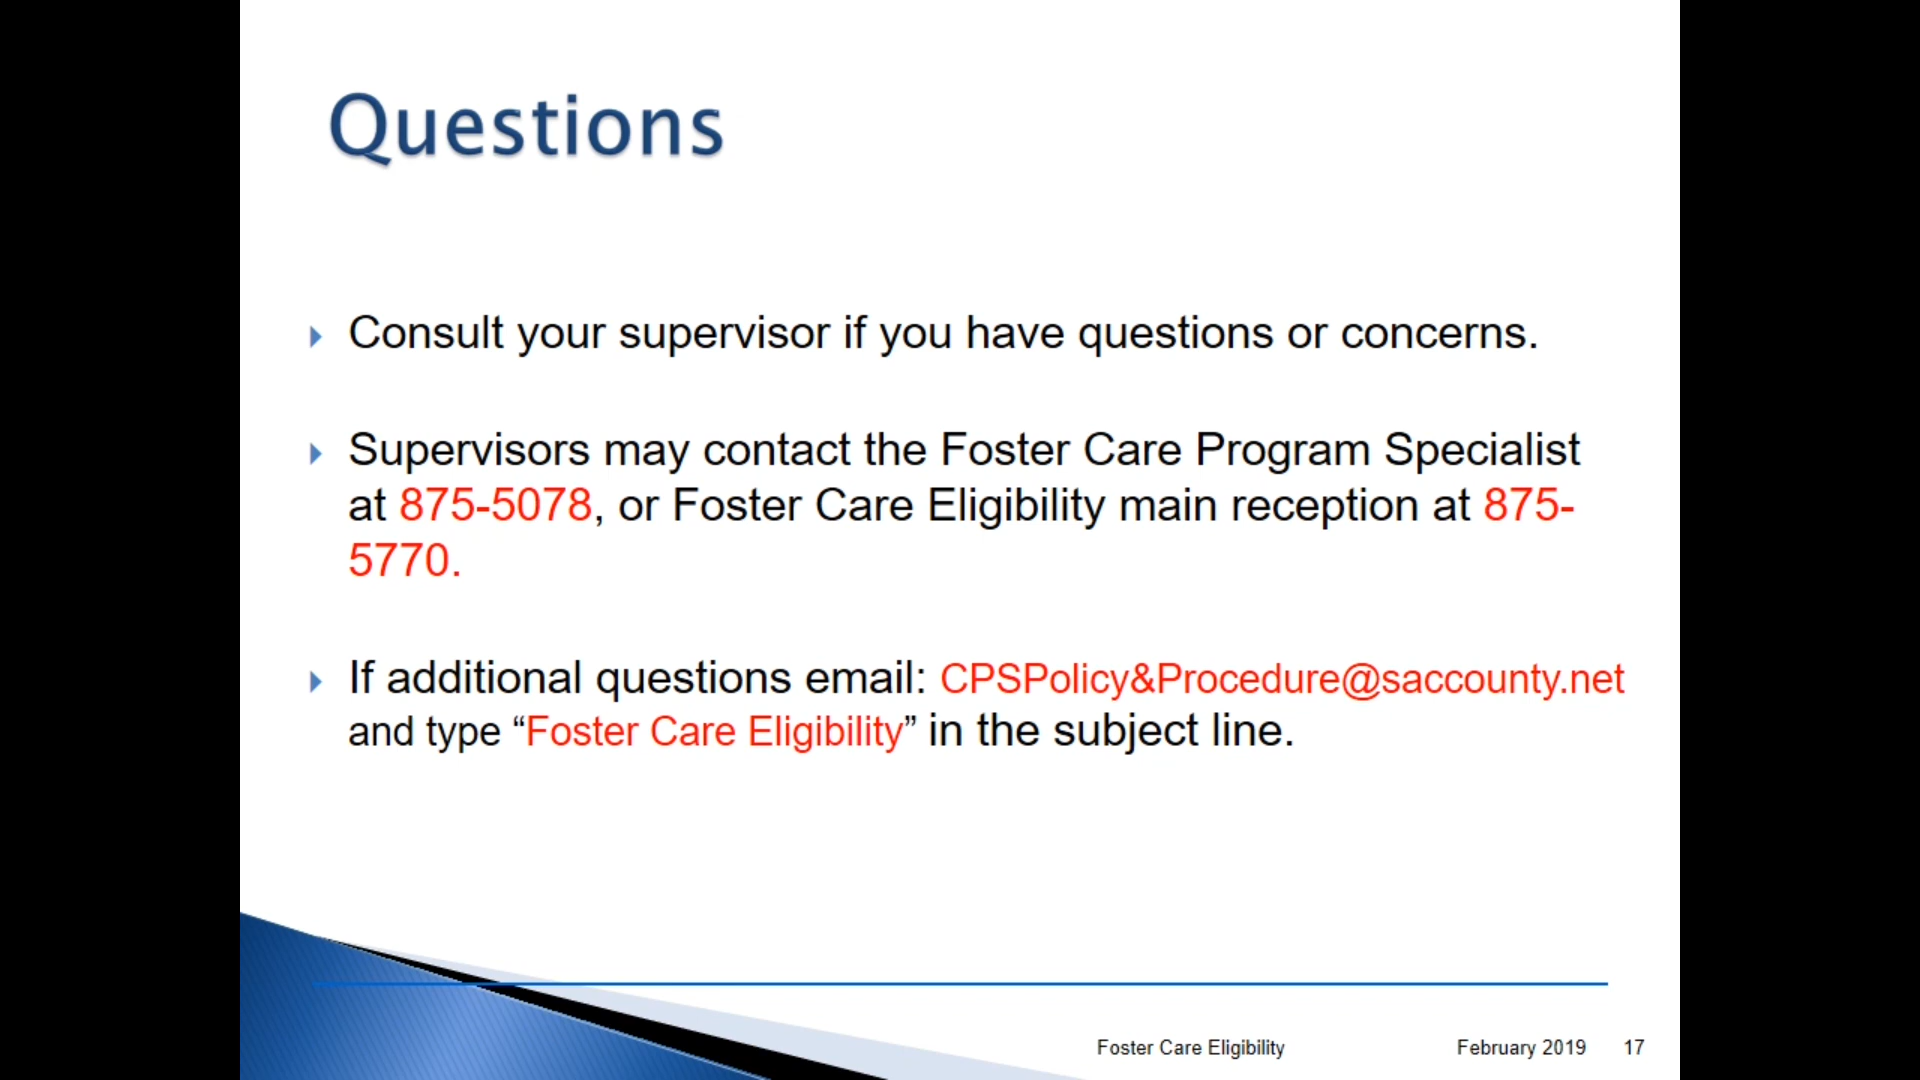 Questions
Consult your supervisor if you have questions or concerns.
Supervisors may contact the Foster Care Program Specialist
at 875-5078, or Foster Care Eligibility main reception at 875-
5770.
If additional questions email: CPSPolicy&Procedure@saccounty.net
and type “Foster Care Eligibility” in the subject line.
Foster Care Eligibility February 2019 17